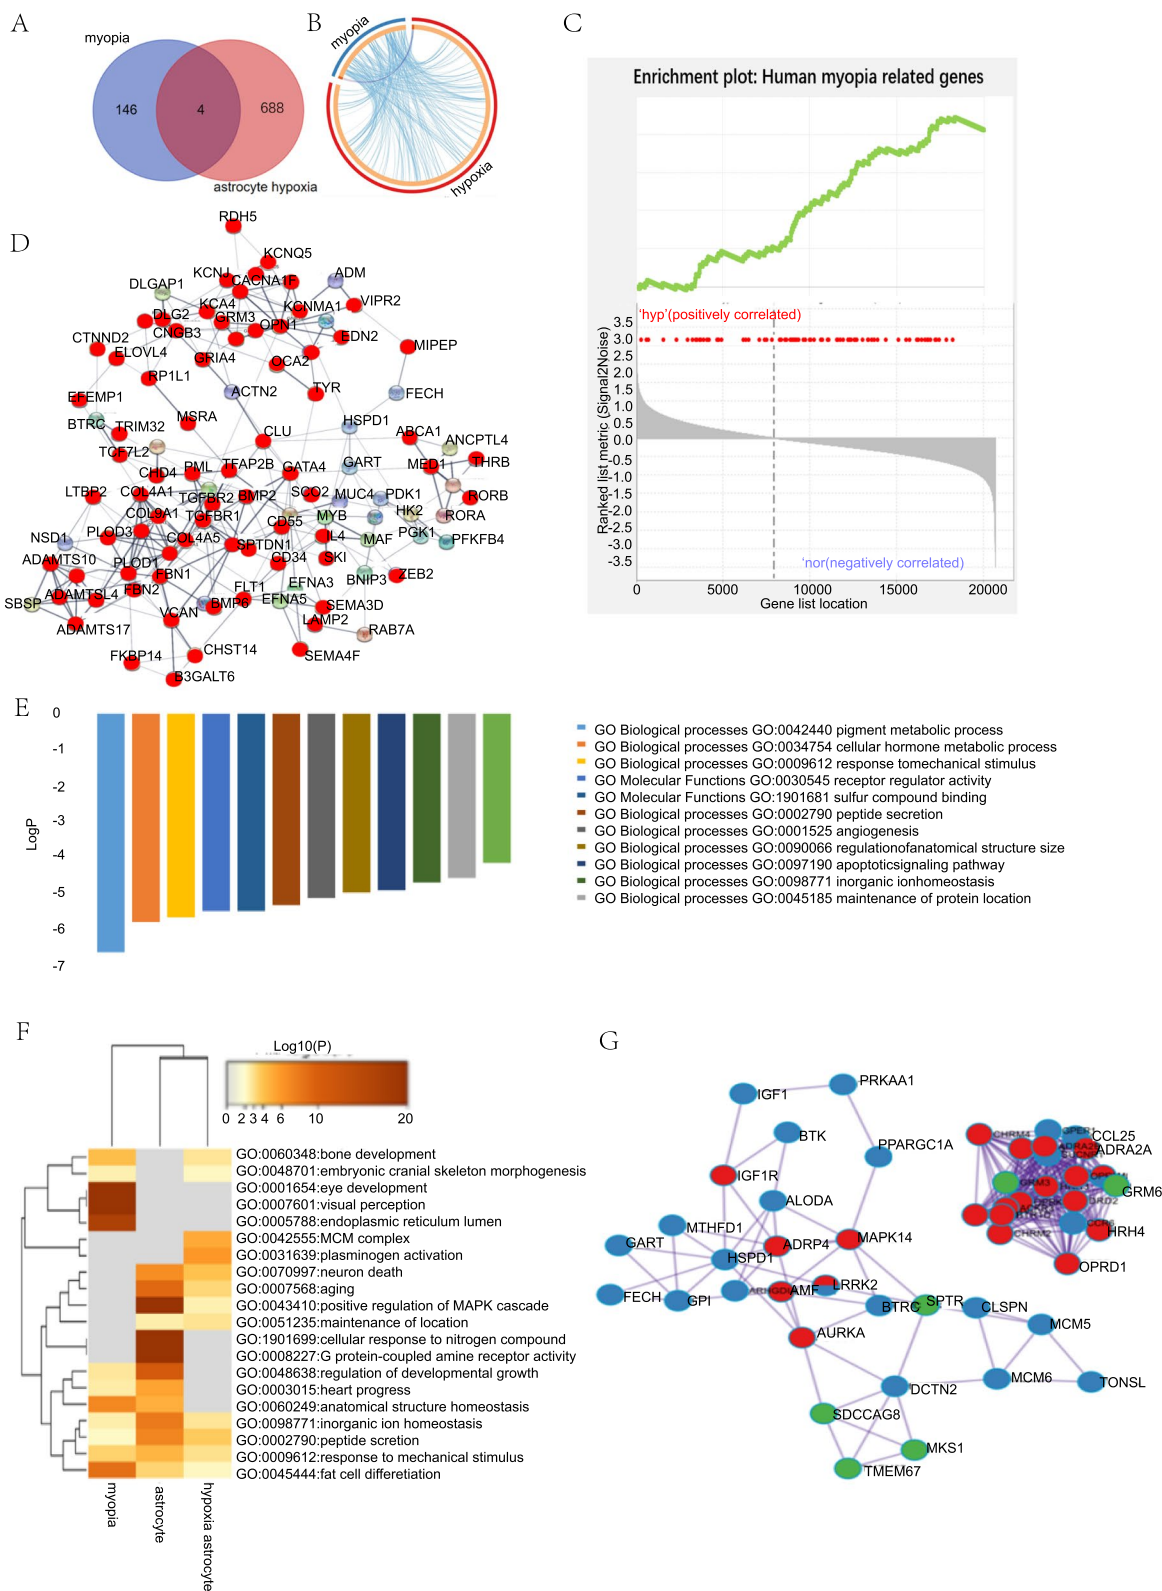 A
myopia
146
4
688
astrocyte hypoxia
B
myopia
hypoxia
C
Enrichment plot: Human myopia related genes
'hyp'(positively correlated)
Ranked list metric (Signal2Noise)
3.5
3.0
2.5
2.0
1.5
1.0
0.5
0.0
-0.5
-1.0
-1.5
-2.0
-2.5
-3.0
-3.5
'nor(negatively correlated)
0
5000
10000
15000
20000
Gene list location
D
RDH5
KCNQ5
KCNJ
CACNA1F
ADM
DLGAP1
KCA4
KCNMA1
VIPR2
DLG2
GRM3
OPN1
CNGB3
EDN2
CTNND2
ELOVL4
GRIA4
OCA2
MIPEP
RP1L1
ACTN2
TYR
FECH
EFEMP1
MSRA
HSPD1
BTRC
TRIM32
CLU
ABCA1
ANCPTL4
TCF7L2
CHD4
PML
TFAP2B
GATA4
GART
MED1
THRB
LTBP2
COL4A1
TGFBR2
BMP2
SCO2
MUC4
PDK1
RORB
COL9A1
TGFBR1
CD55
MYB
HK2
RORA
NSD1
PLOD3
COL4A5
SPTDN1
IL4
MAF
PGK1
PFKFB4
ADAMTS10
PLOD1
FBN1
CD34
SKI
BNIP3
ZEB2
ADAMTSL4
FBN2
FLT1
EFNA3
SBSP
VCAN
BMP6
EFNA5
SEMA3D
LAMP2
ADAMTS17
RAB7A
FKBP14
CHST14
SEMA4F
B3GALT6
E
LogP
0
-1
-2
-3
-4
-5
-6
-7
GO Biological processes GO:0042440 pigment metabolic process
GO Biological processes GO:0034754 cellular hormone metabolic process
GO Biological processes GO:0009612 response tomechanical stimulus
GO Molecular Functions GO:0030545 receptor regulator activity
GO Molecular Functions GO:1901681 sulfur compound binding
GO Biological processes GO:0002790 peptide secretion
GO Biological processes GO:0001525 angiogenesis
GO Biological processes GO:0090066 regulationofanatomical structure size
GO Biological processes GO:0097190 apoptoticsignaling pathway
GO Biological processes GO:0098771 inorganic ionhomeostasis
GO Biological processes GO:0045185 maintenance of protein location
F
Log10(P)
0 2 3 4 6 10 20
GO:0060348:bone development
GO:0048701:embryonic cranial skeleton morphogenesis
GO:0001654:eye development
GO:0007601:visual perception
GO:0005788:endoplasmic reticulum lumen
GO:0042555:MCM complex
GO:0031639:plasminogen activation
GO:0070997:neuron death
GO:0007568:aging
GO:0043410:positive regulation of MAPK cascade
GO:0051235:maintenance of location
GO:1901699:cellular response to nitrogen compound
GO:0008227:G protein-coupled amine receptor activity
GO:0048638:regulation of developmental growth
GO:0003015:heart progress
GO:0060249:anatomical structure homeostasis
GO:0098771:inorganic ion homeostasis
GO:0002790:peptide scretion
GO:0009612:response to mechanical stimulus
GO:0045444:fat cell differetiation
myopia
astrocyte
hypoxia astrocyte
G
PRKAA1
IGF1
BTK
PPARGC1A
IGF1R
ALODA
MTHFD1
GART
ADRP4
MAPK14
HSPD1
LRRK2
FECH
GPI
AMF
BTRC
SPTR
CLSPN
MCM5
AURKA
MCM6
TONSL
DCTN2
SDCCAG8
MKS1
TMEM67
CHRM4
CCL25
ADRA2A
GRM3
GRM6
DRD2
CCR6
CHRM2
HRH4
OPRD1